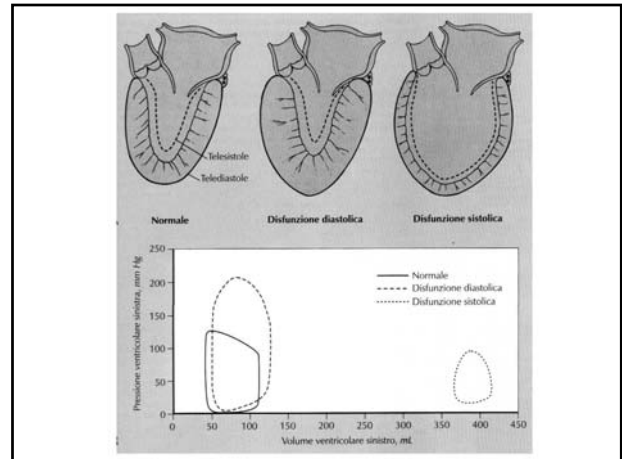 Telesistole
Telediastole
Normale
Disfunzione diastolica
Disfunzione sistolica
Pressione ventricolare sinistra, mm Hg
250
200
150
100
50
0
Normale
Disfunzione diastolica
Disfunzione sistolica
0
50
100
150
200
250
300
350
400
450
Volume ventricolare sinistro, mL